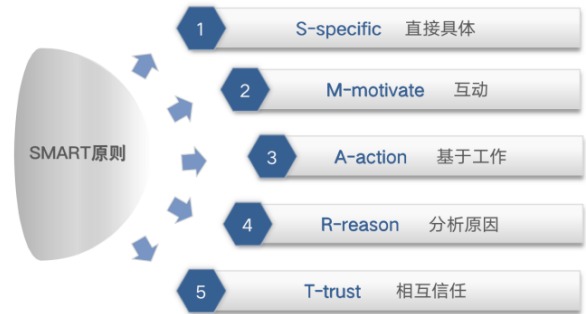 SMART原则
1 S-specific 直接具体
2 M-motivate 互动
3 A-action 基于工作
4 R-reason 分析原因
5 T-trust 相互信任